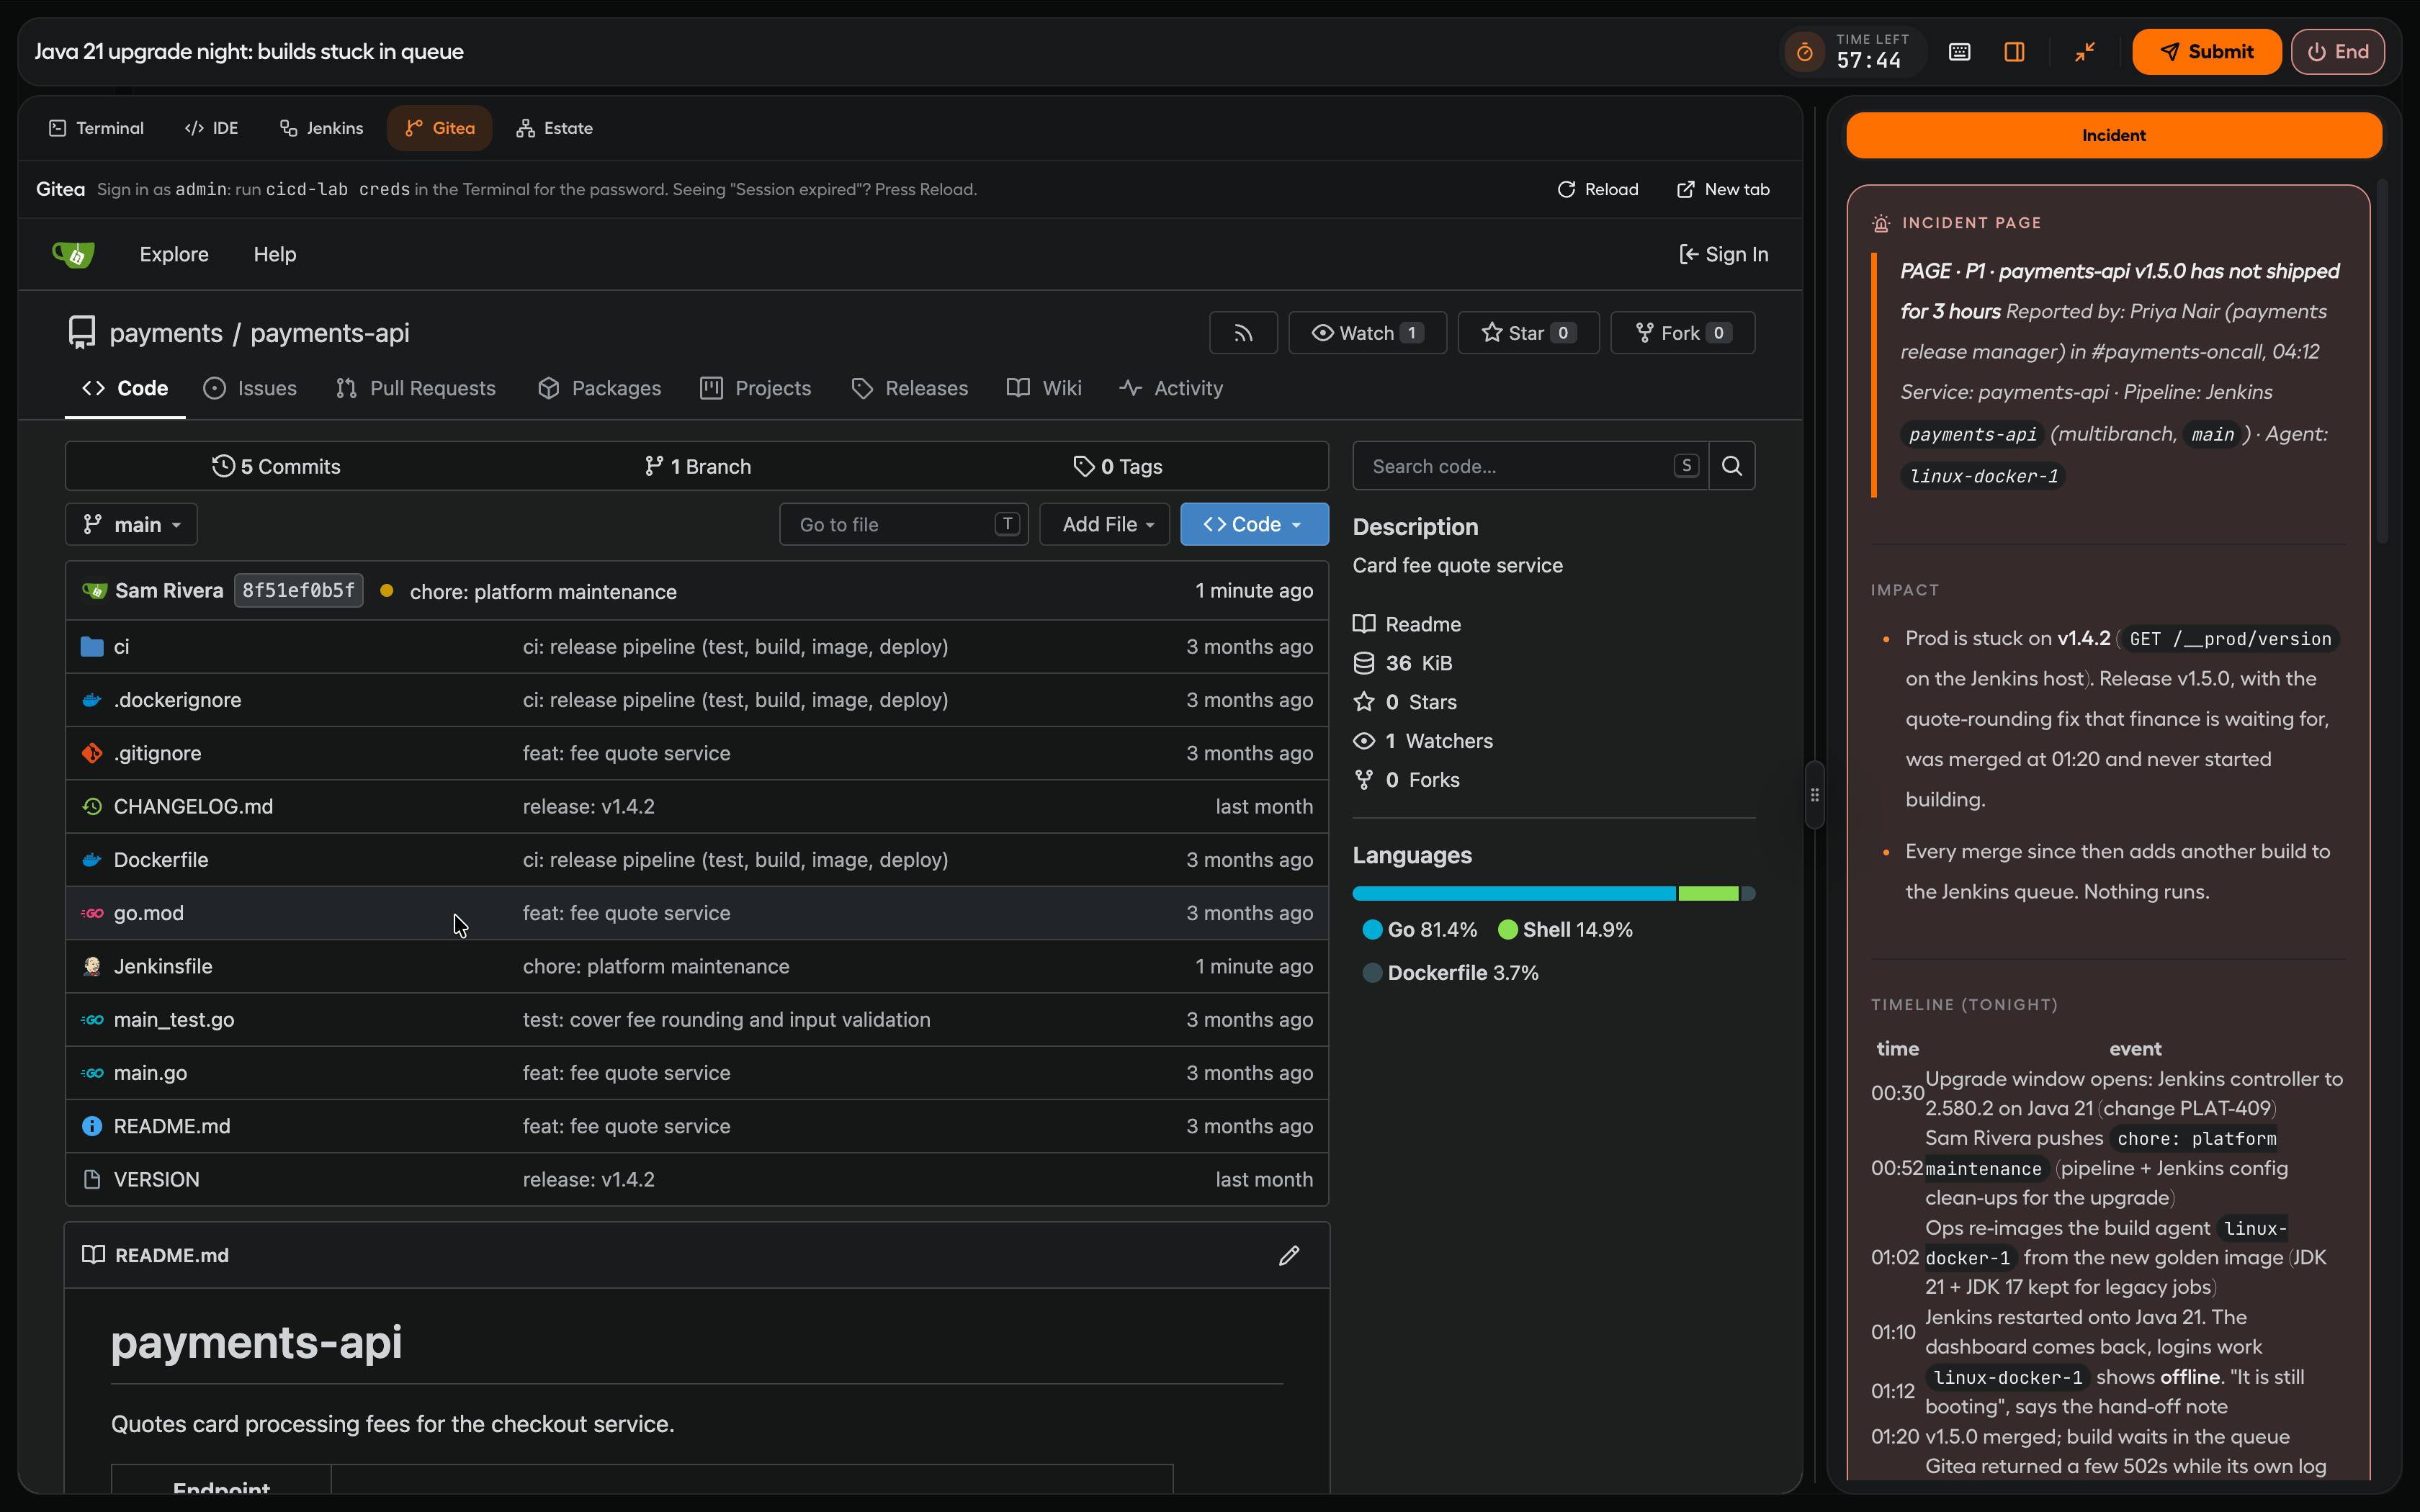 Java 21 upgrade night: builds stuck in queue
TIME LEFT
57:44
Submit
End
Terminal
IDE
Jenkins
Gitea
Estate
Gitea Sign in as admin: run cicd-lab creds in the Terminal for the password. Seeing "Session expired"? Press Reload.
Reload
New tab
Explore
Help
Sign In
payments / payments-api
Watch 1
Star 0
Fork 0
Code
Issues
Pull Requests
Packages
Projects
Releases
Wiki
Activity
5 Commits
1 Branch
0 Tags
main
Go to file T
Add File
Code
Sam Rivera 8f51ef0b5f chore: platform maintenance 1 minute ago
ci ci: release pipeline (test, build, image, deploy) 3 months ago
.dockerignore ci: release pipeline (test, build, image, deploy) 3 months ago
.gitignore feat: fee quote service 3 months ago
CHANGELOG.md release: v1.4.2 last month
Dockerfile ci: release pipeline (test, build, image, deploy) 3 months ago
go.mod feat: fee quote service 3 months ago
Jenkinsfile chore: platform maintenance 1 minute ago
main_test.go test: cover fee rounding and input validation 3 months ago
main.go feat: fee quote service 3 months ago
README.md feat: fee quote service 3 months ago
VERSION release: v1.4.2 last month
README.md
payments-api
Quotes card processing fees for the checkout service.
Endpoint
Search code... S
Description
Card fee quote service
Readme
36 KiB
0 Stars
1 Watchers
0 Forks
Languages
Go 81.4% Shell 14.9%
Dockerfile 3.7%
Incident
INCIDENT PAGE
PAGE · P1 · payments-api v1.5.0 has not shipped
for 3 hours Reported by: Priya Nair (payments
release manager) in #payments-oncall, 04:12
Service: payments-api · Pipeline: Jenkins
payments-api (multibranch, main ) · Agent:
linux-docker-1
IMPACT
• Prod is stuck on v1.4.2 ( GET /__prod/version
on the Jenkins host). Release v1.5.0, with the
quote-rounding fix that finance is waiting for,
was merged at 01:20 and never started
building.
• Every merge since then adds another build to
the Jenkins queue. Nothing runs.
TIMELINE (TONIGHT)
time event
00:30 Upgrade window opens: Jenkins controller to
2.580.2 on Java 21 (change PLAT-409)
Sam Rivera pushes chore: platform
00:52 maintenance (pipeline + Jenkins config
clean-ups for the upgrade)
Ops re-images the build agent linux-
01:02 docker-1 from the new golden image (JDK
21 + JDK 17 kept for legacy jobs)
01:10 Jenkins restarted onto Java 21. The
dashboard comes back, logins work
01:12 linux-docker-1 shows offline. "It is still
booting", says the hand-off note
01:20 v1.5.0 merged; build waits in the queue
Gitea returned a few 502s while its own log